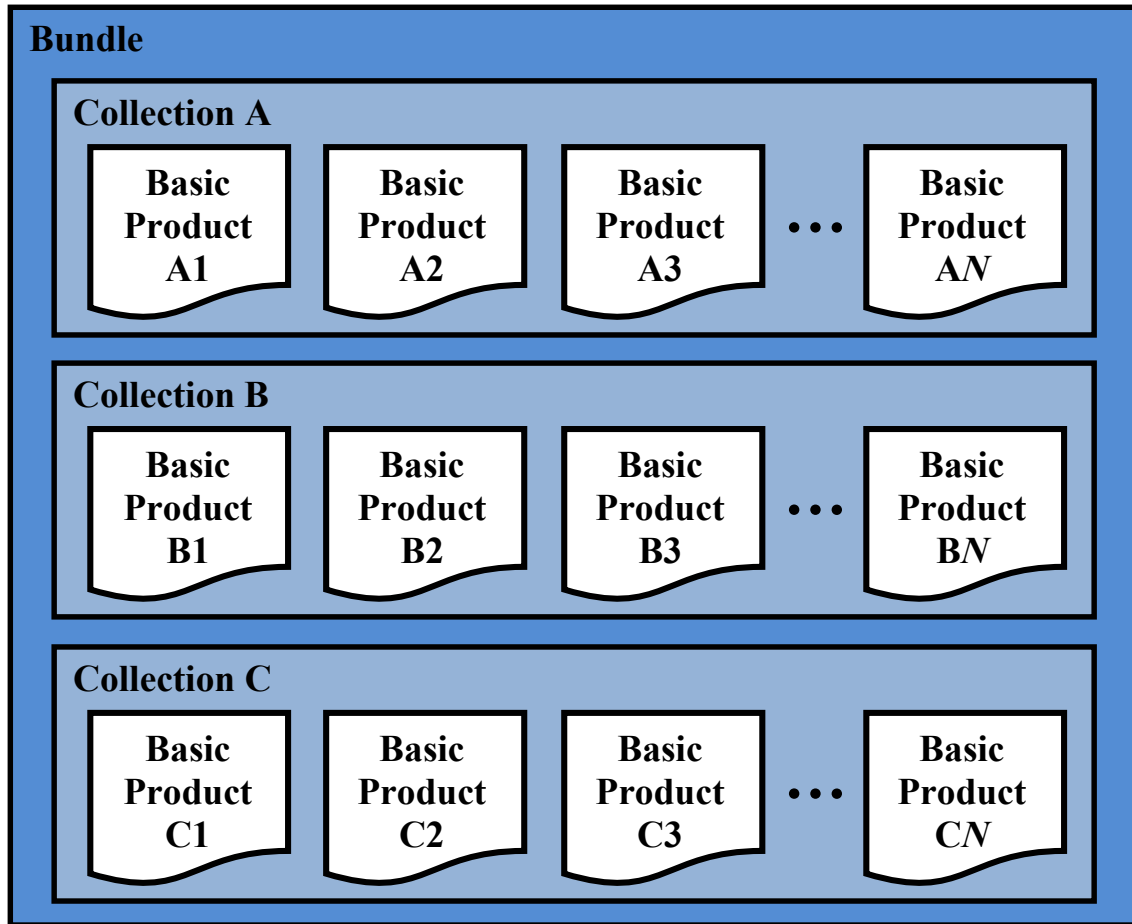 Bundle
Collection A
Basic Product A1
Basic Product A2
Basic Product A3
...
Basic Product AN
Collection B
Basic Product B1
Basic Product B2
Basic Product B3
...
Basic Product BN
Collection C
Basic Product C1
Basic Product C2
Basic Product C3
...
Basic Product CN